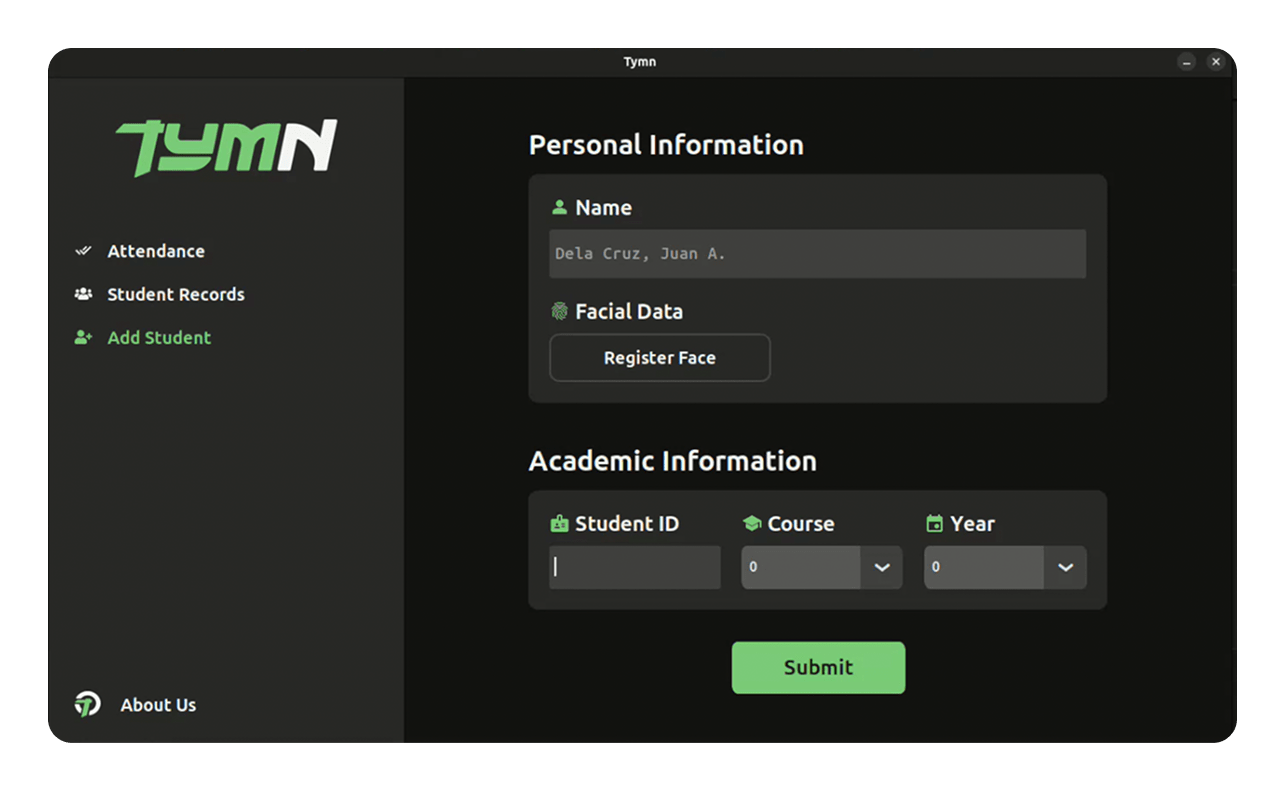 Tymn
TYMN
Attendance
Student Records
Add Student
About Us
Personal Information
Name
Dela Cruz, Juan A.
Facial Data
Register Face
Academic Information
Student ID Course Year
0 0
Submit